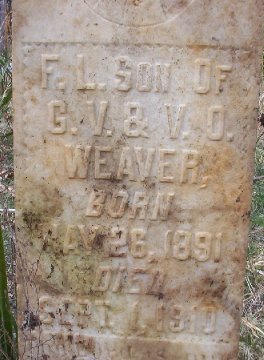 F. L. SON OF
G. V. & V. O.
WEAVER,
BORN
MAY 26, 1891
DIED
SEPT 1, 1910